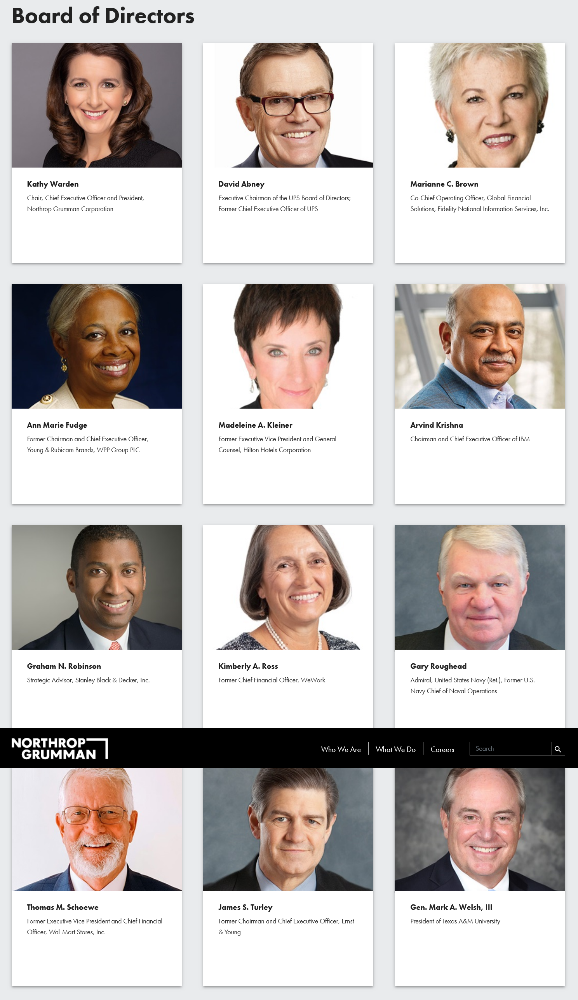 Board of Directors
Kathy Warden
Chair, Chief Executive Officer and President,
Northrop Grumman Corporation
David Abney
Executive Chairman of the UPS Board of Directors;
Former Chief Executive Officer of UPS
Marianne C. Brown
Co-Chief Operating Officer, Global Financial
Solutions, Fidelity National Information Services, Inc.
Ann Marie Fudge
Former Chairman and Chief Executive Officer,
Young & Rubicam Brands, WPP Group PLC
Madeleine A. Kleiner
Former Executive Vice President and General
Counsel, Hilton Hotels Corporation
Arvind Krishna
Chairman and Chief Executive Officer of IBM
Graham N. Robinson
Strategic Advisor, Stanley Black & Decker, Inc.
Kimberly A. Ross
Former Chief Financial Officer, WeWork
Gary Roughead
Admiral, United States Navy (Ret.), Former U.S.
Navy Chief of Naval Operations
NORTHROP
GRUMMAN
Who We Are
What We Do
Careers
Search
Thomas M. Schoewe
Former Executive Vice President and Chief Financial
Officer, Wal-Mart Stores, Inc.
James S. Turley
Former Chairman and Chief Executive Officer, Ernst
& Young
Gen. Mark A. Welsh, III
President of Texas A&M University